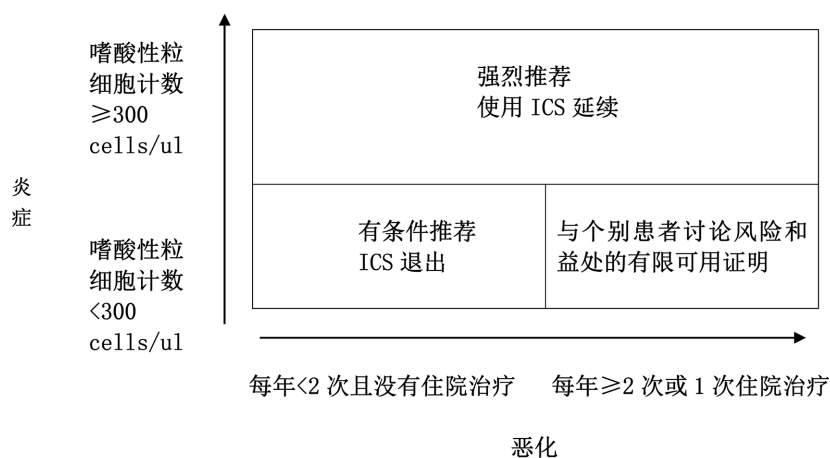 嗜酸性粒
细胞计数
≥300
cells/ul
强烈推荐
使用 ICS 延续
炎
症
嗜酸性粒
细胞计数
<300
cells/ul
有条件推荐
ICS 退出
与个别患者讨论风险和
益处的有限可用证明
每年<2 次且没有住院治疗
每年≥2 次或 1 次住院治疗
恶化